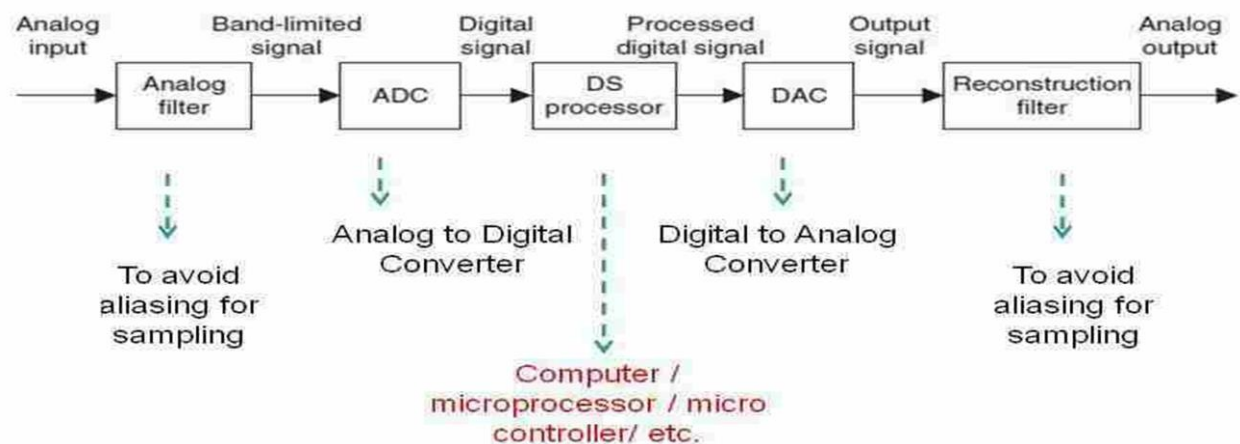 Analog
input
Band-limited
signal
Digital
signal
Processed
digital signal
Output
signal
Analog
output
Analog
filter
ADC
DS
processor
DAC
Reconstruction
filter
To avoid
aliasing for
sampling
Analog to Digital
Converter
Computer /
microprocessor / micro
controller/ etc.
Digital to Analog
Converter
To avoid
aliasing for
sampling